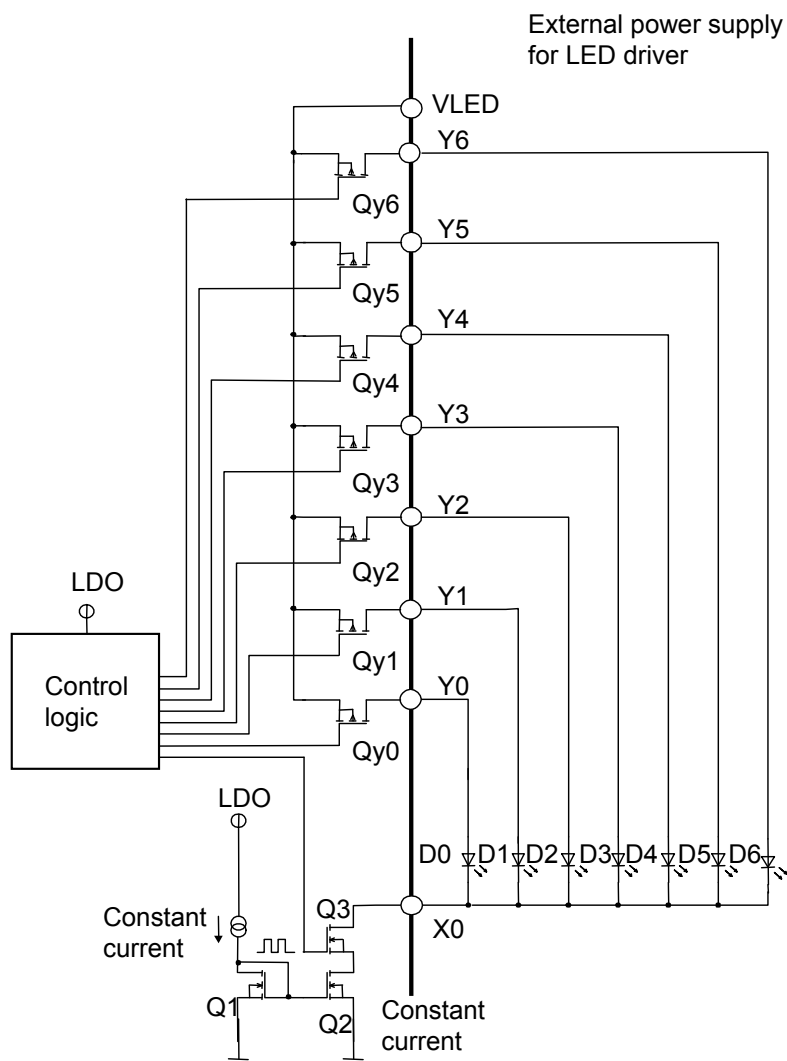 External power supply
for LED driver
VLED
Y6
Qy6
Y5
Qy5
Y4
Qy4
Y3
Qy3
Y2
Qy2
LDO
Y1
Qy1
Control
logic
Y0
Qy0
LDO
D0 D1 D2 D3 D4 D5 D6
Constant
current
Q3
X0
Q1
Q2
Constant
current